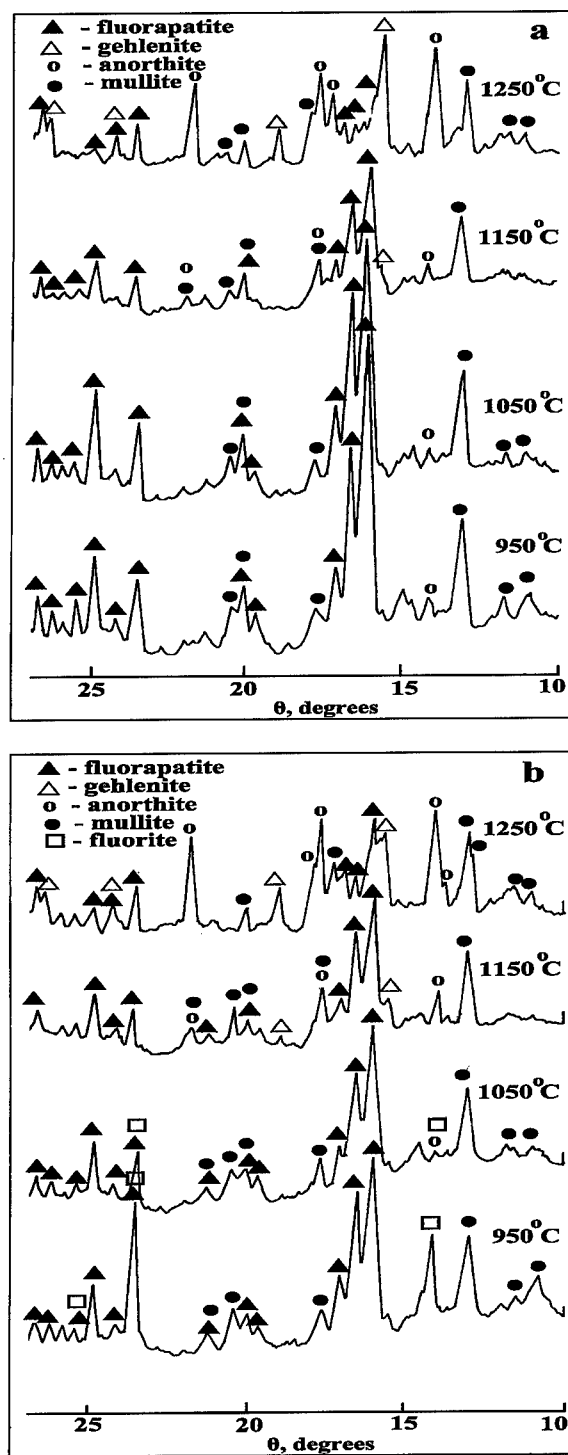 - fluorapatite
- gehlenite
- anorthite
- mullite
a
1250°C
1150°C
1050°C
950°C
25 20 15 10
θ, degrees
- fluorapatite
- gehlenite
- anorthite
- mullite
- fluorite
b
1250°C
1150°C
1050°C
950°C
25 20 15 10
θ, degrees